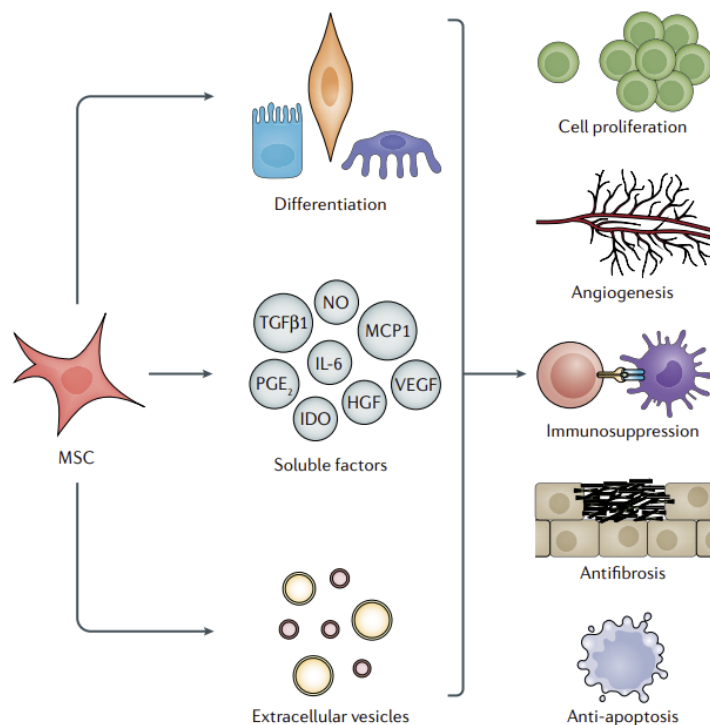 Cell proliferation
Differentiation
Angiogenesis
NO
TGFβ1
MCP1
IL-6
PGE₂
VEGF
HGF
IDO
MSC
Soluble factors
Immunosuppression
Antifibrosis
Extracellular vesicles
Anti-apoptosis